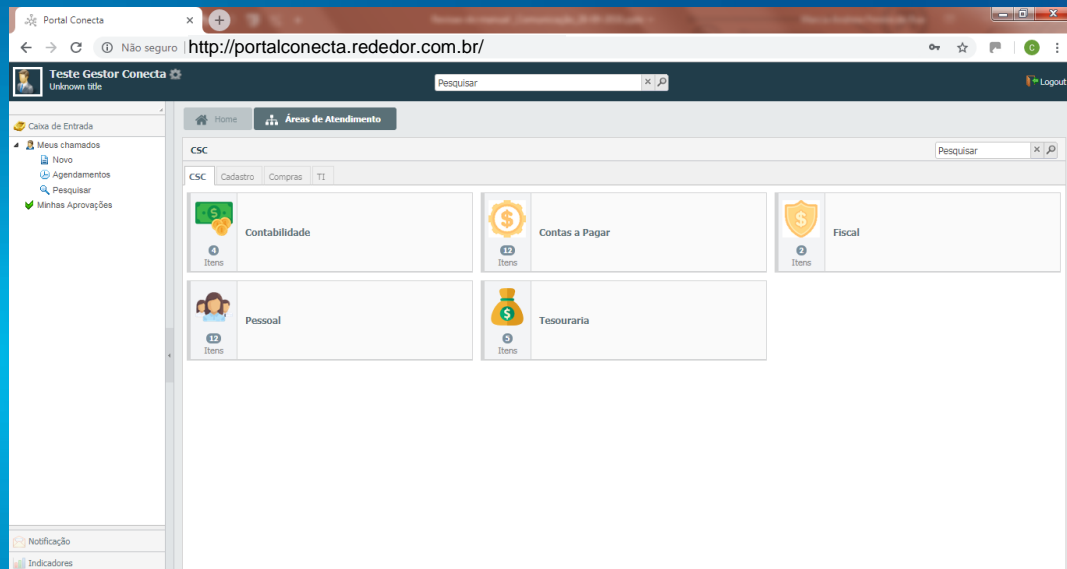 Portal Conecta
Não seguro http://portalconecta.rededor.com.br/
C
Teste Gestor Conecta
Unknown title
Pesquisar
Logout
Caixa de Entrada
Meus chamados
Novo
Agendamentos
Pesquisar
Minhas Aprovações
Notificação
Indicadores
Home
Áreas de Atendimento
CSC
Pesquisar
CSC Cadastro Compras TI
Contabilidade
4
Itens
Contas a Pagar
12
Itens
Fiscal
2
Itens
Pessoal
12
Itens
Tesouraria
5
Itens